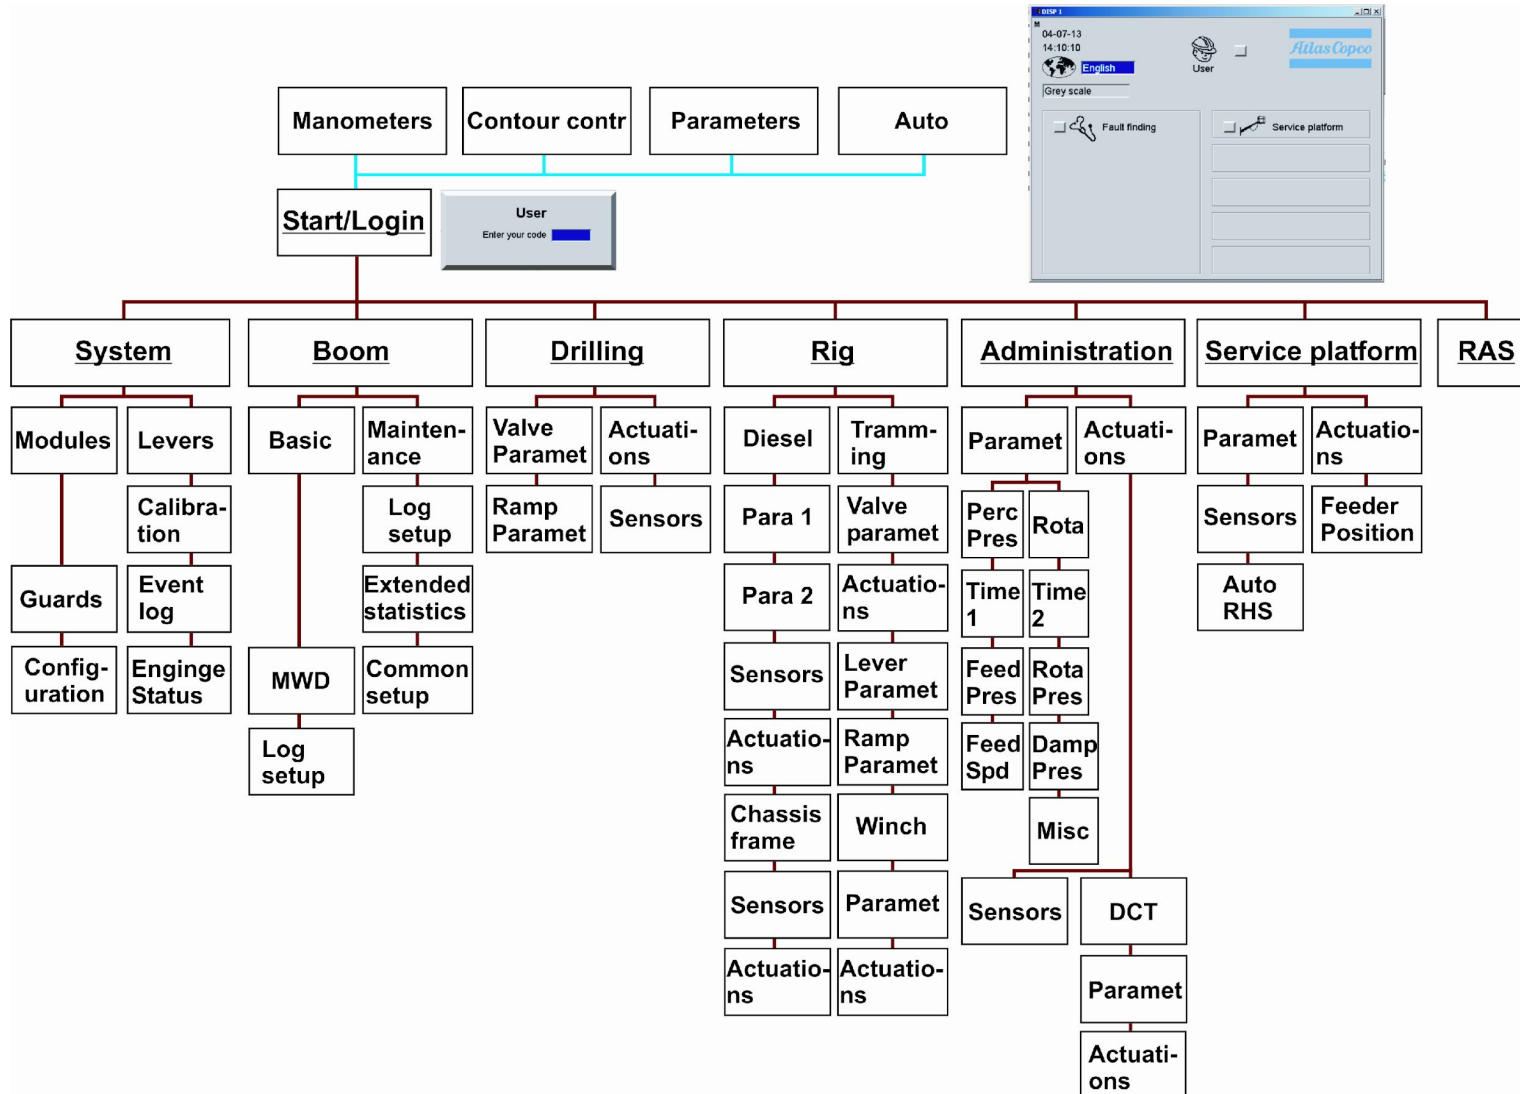 DISP 1
M
04-07-13
14:10:10
English
User
Atlas Copco
Grey scale
Fault finding
Service platform
Manometers
Contour contr
Parameters
Auto
Start/Login
User
Enter your code
System
Boom
Drilling
Rig
Administration
Service platform
RAS
Modules
Guards
Config-
uration
Levers
Calibra-
tion
Event
log
Enginge
Status
Basic
MWD
Log
setup
Mainten-
ance
Log
setup
Extended
statistics
Common
setup
Valve
Paramet
Ramp
Paramet
Actuati-
ons
Sensors
Diesel
Para 1
Para 2
Sensors
Actuatio-
ns
Chassis
frame
Sensors
Actuatio-
ns
Tramm-
ing
Valve
paramet
Actuatio-
ns
Lever
Paramet
Ramp
Paramet
Winch
Paramet
Actuatio-
ns
Paramet
Perc
Pres
Time
1
Feed
Pres
Feed
Spd
Rota
Time
2
Rota
Pres
Damp
Pres
Misc
Actuati-
ons
Sensors
DCT
Paramet
Actuati-
ons
Paramet
Sensors
Auto
RHS
Actuatio-
ns
Feeder
Position